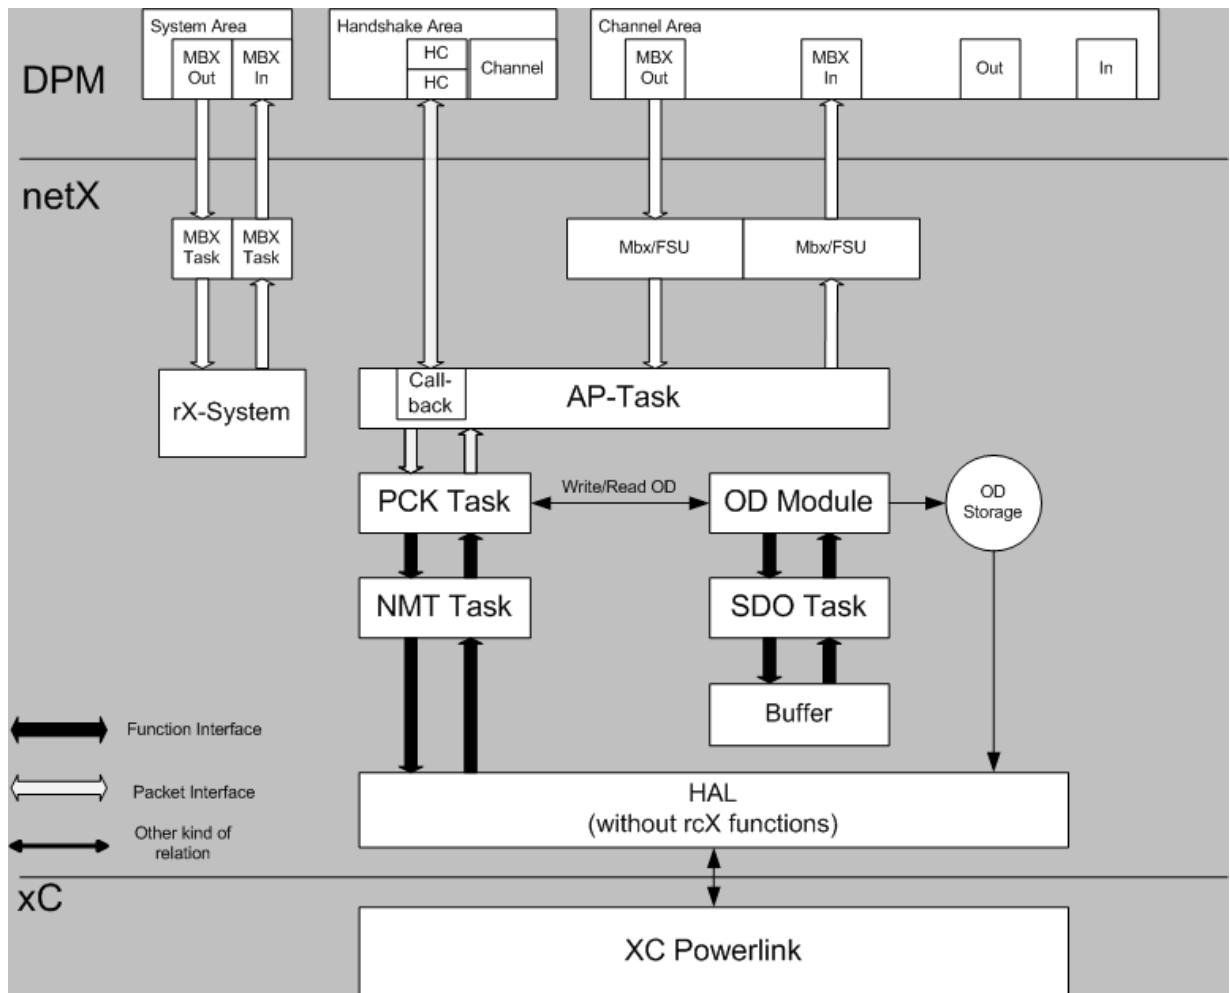 System Area
Handshake Area
Channel Area
DPM
MBX
Out
MBX
In
HC
HC
Channel
MBX
Out
MBX
In
Out
In
netX
MBX
Task
MBX
Task
Mbx/FSU
Mbx/FSU
rX-System
Call-
back
AP-Task
PCK Task
Write/Read OD
OD Module
OD
Storage
NMT Task
SDO Task
Buffer
Function Interface
Packet Interface
Other kind of
relation
HAL
(without rcX functions)
xC
XC Powerlink